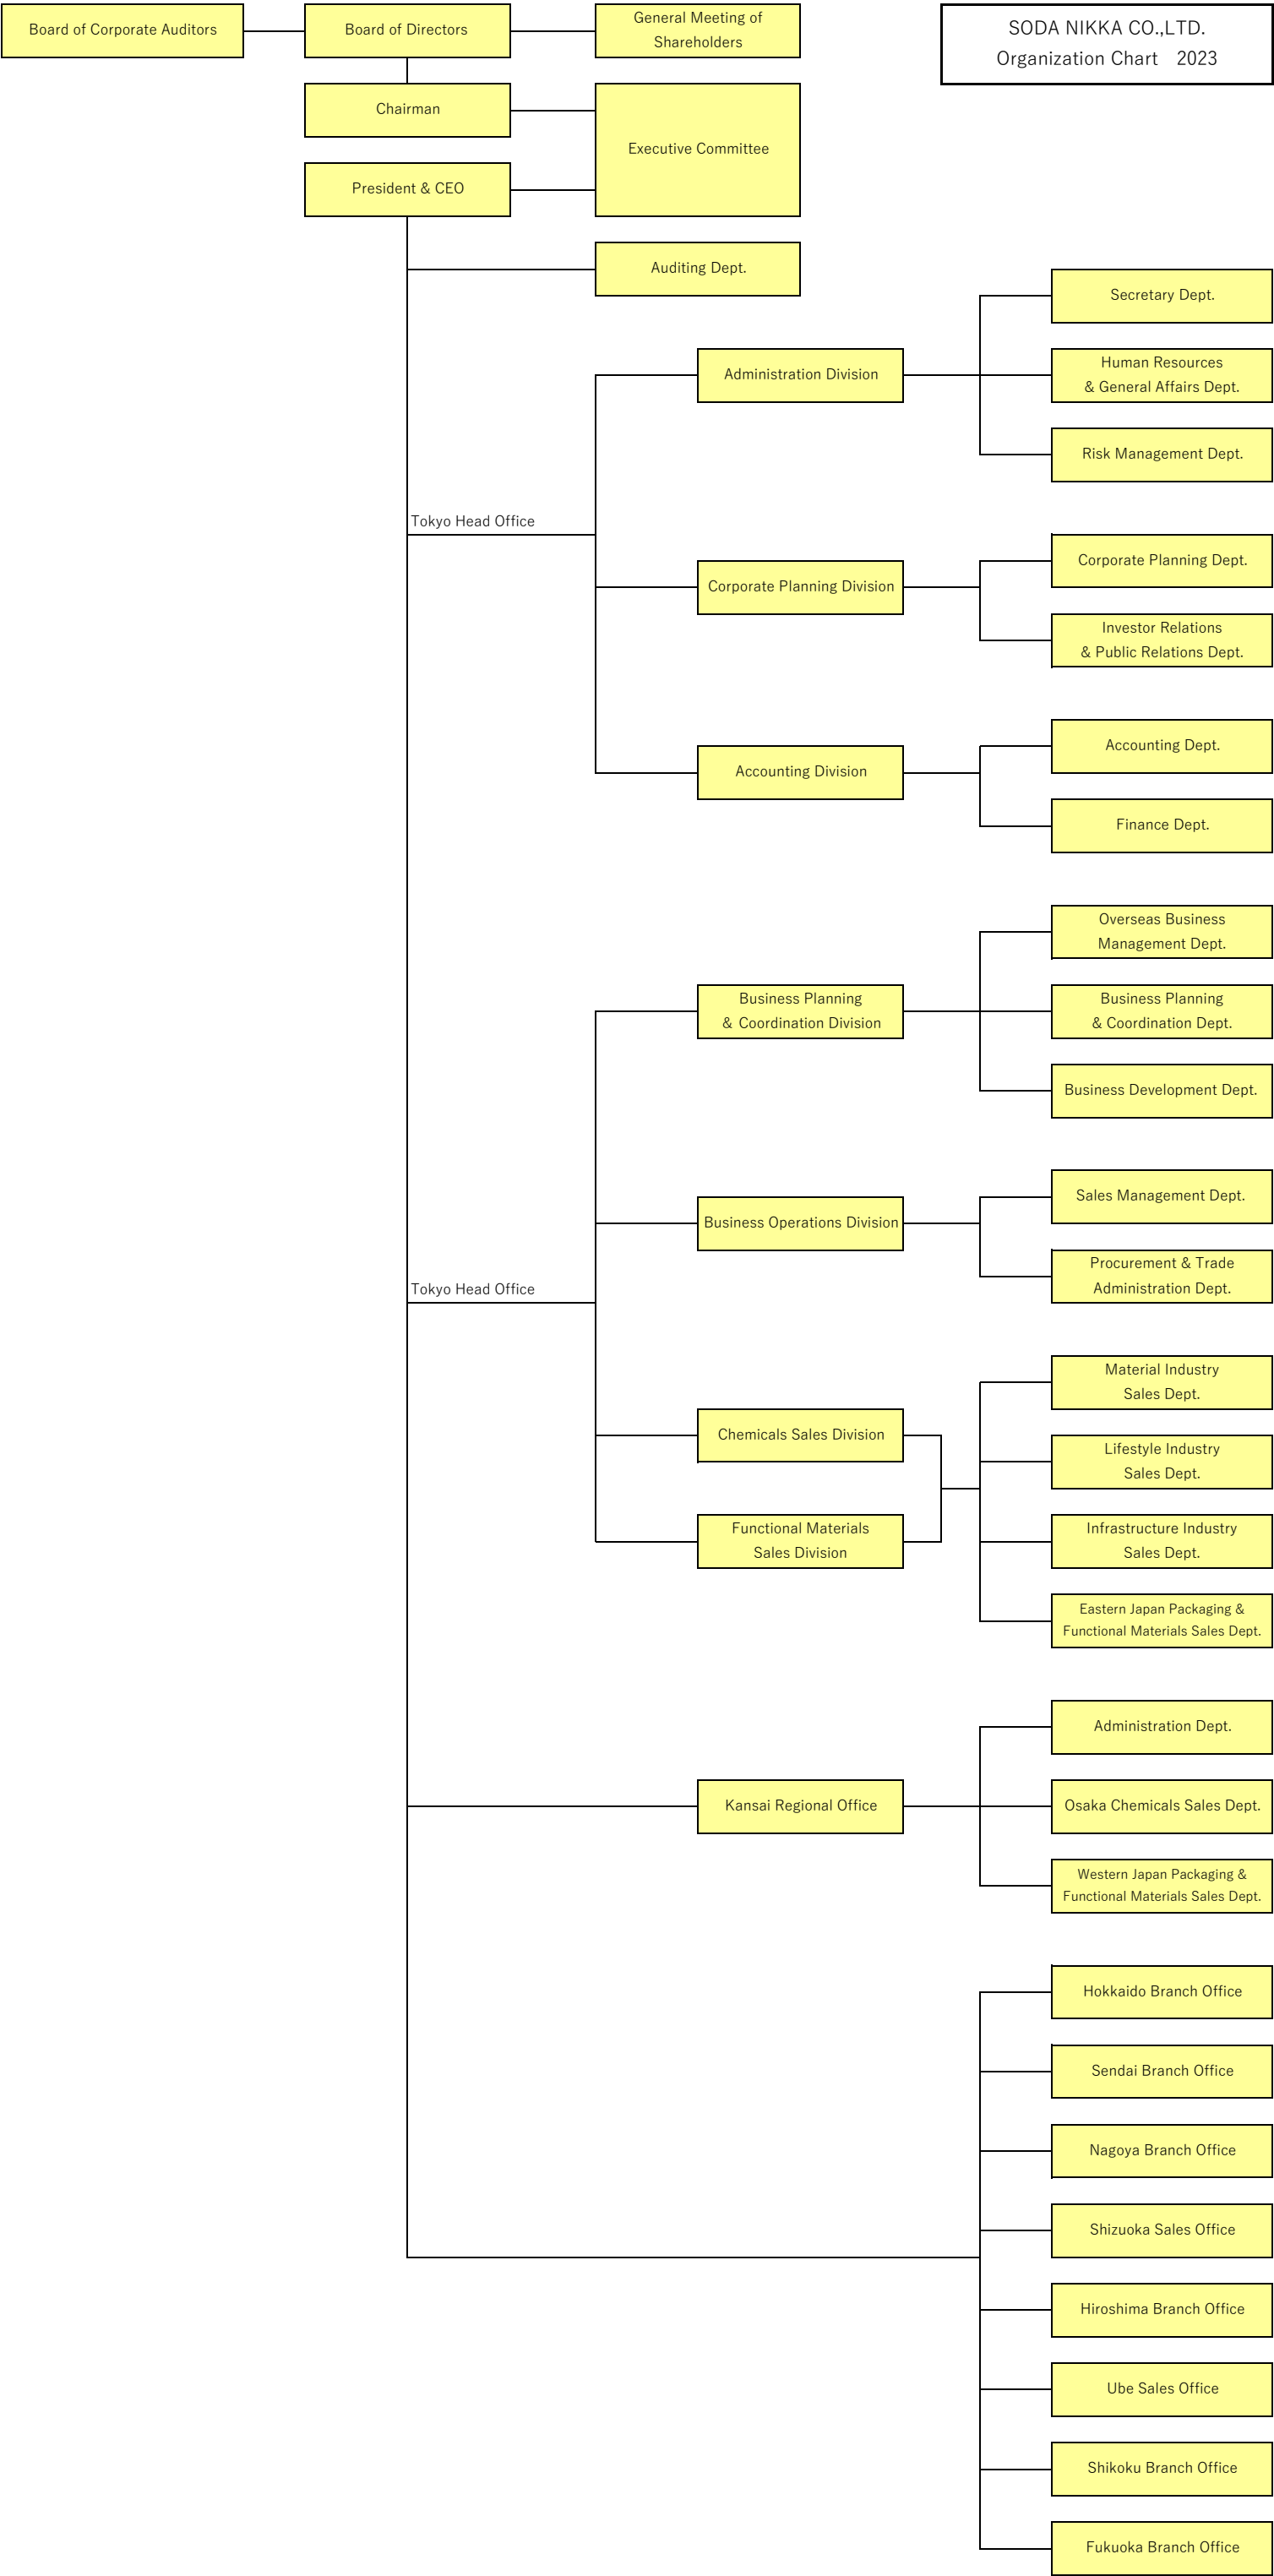 Board of Corporate Auditors
Board of Directors
General Meeting of
Shareholders
SODA NIKKA CO.,LTD.
Organization Chart 2023
Chairman
Executive Committee
President & CEO
Auditing Dept.
Secretary Dept.
Administration Division
Human Resources
& General Affairs Dept.
Risk Management Dept.
Tokyo Head Office
Corporate Planning Dept.
Corporate Planning Division
Investor Relations
& Public Relations Dept.
Accounting Dept.
Accounting Division
Finance Dept.
Overseas Business
Management Dept.
Business Planning
& Coordination Division
Business Planning
& Coordination Dept.
Business Development Dept.
Sales Management Dept.
Business Operations Division
Procurement & Trade
Administration Dept.
Tokyo Head Office
Material Industry
Sales Dept.
Chemicals Sales Division
Lifestyle Industry
Sales Dept.
Functional Materials
Sales Division
Infrastructure Industry
Sales Dept.
Eastern Japan Packaging &
Functional Materials Sales Dept.
Administration Dept.
Kansai Regional Office
Osaka Chemicals Sales Dept.
Western Japan Packaging &
Functional Materials Sales Dept.
Hokkaido Branch Office
Sendai Branch Office
Nagoya Branch Office
Shizuoka Sales Office
Hiroshima Branch Office
Ube Sales Office
Shikoku Branch Office
Fukuoka Branch Office